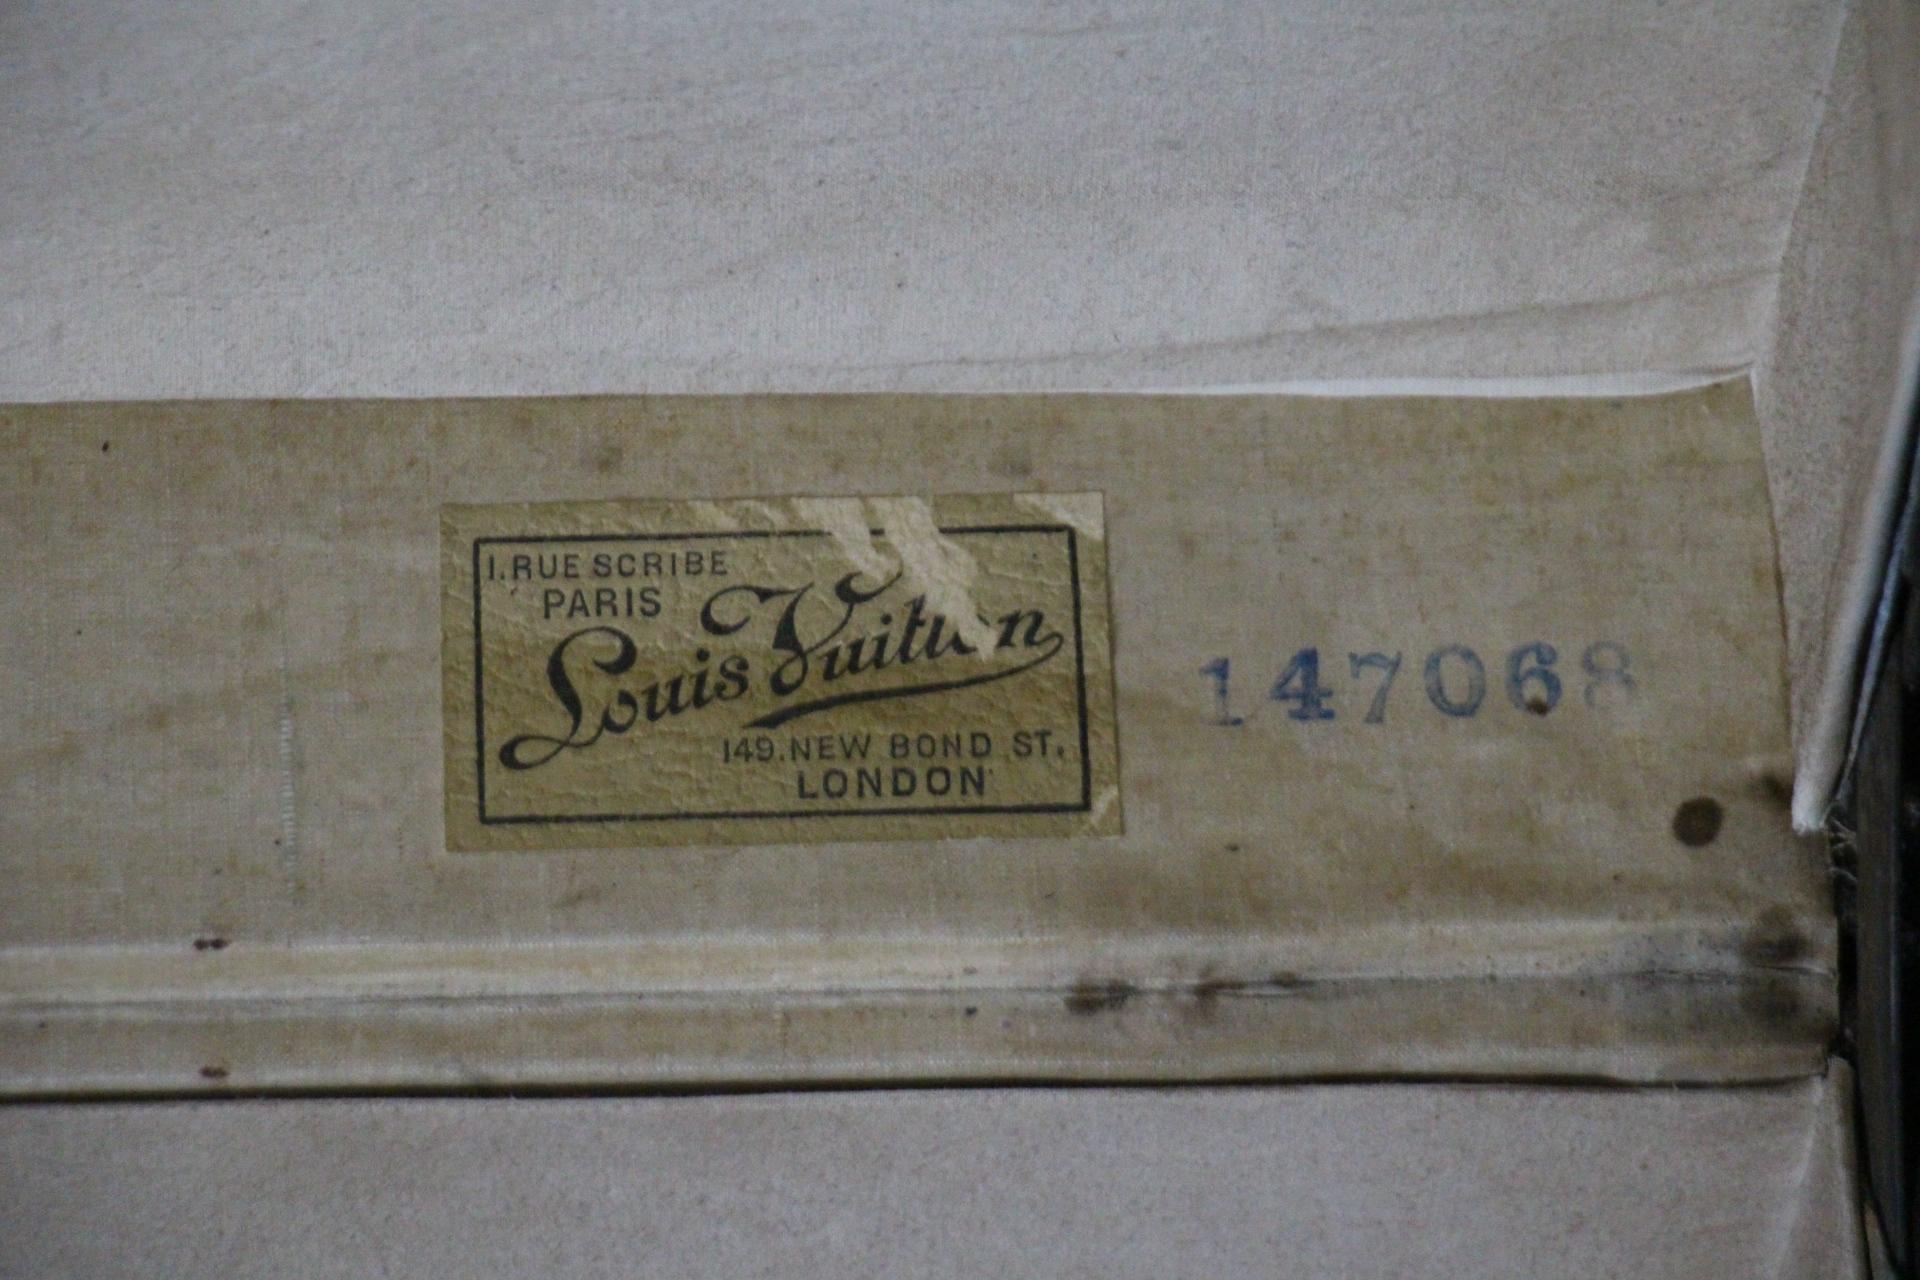 1. RUE SCRIBE
PARIS
Louis Vuitton
149. NEW BOND ST.
LONDON
147068